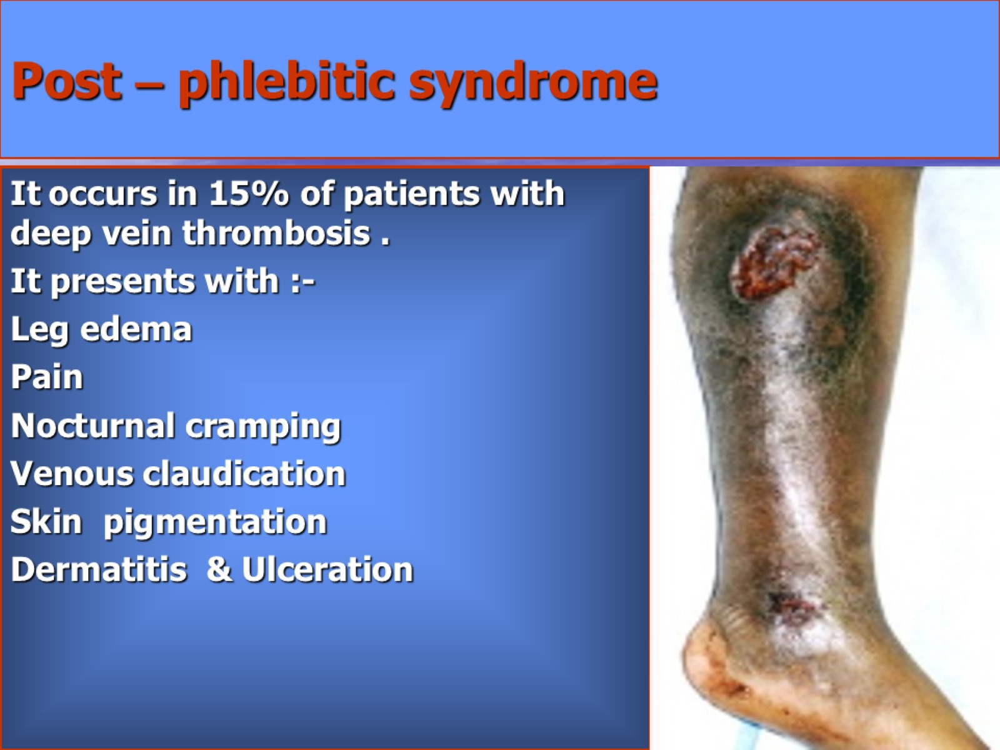 Post – phlebitic syndrome
It occurs in 15% of patients with
deep vein thrombosis .
It presents with :-
Leg edema
Pain
Nocturnal cramping
Venous claudication
Skin  pigmentation
Dermatitis  & Ulceration